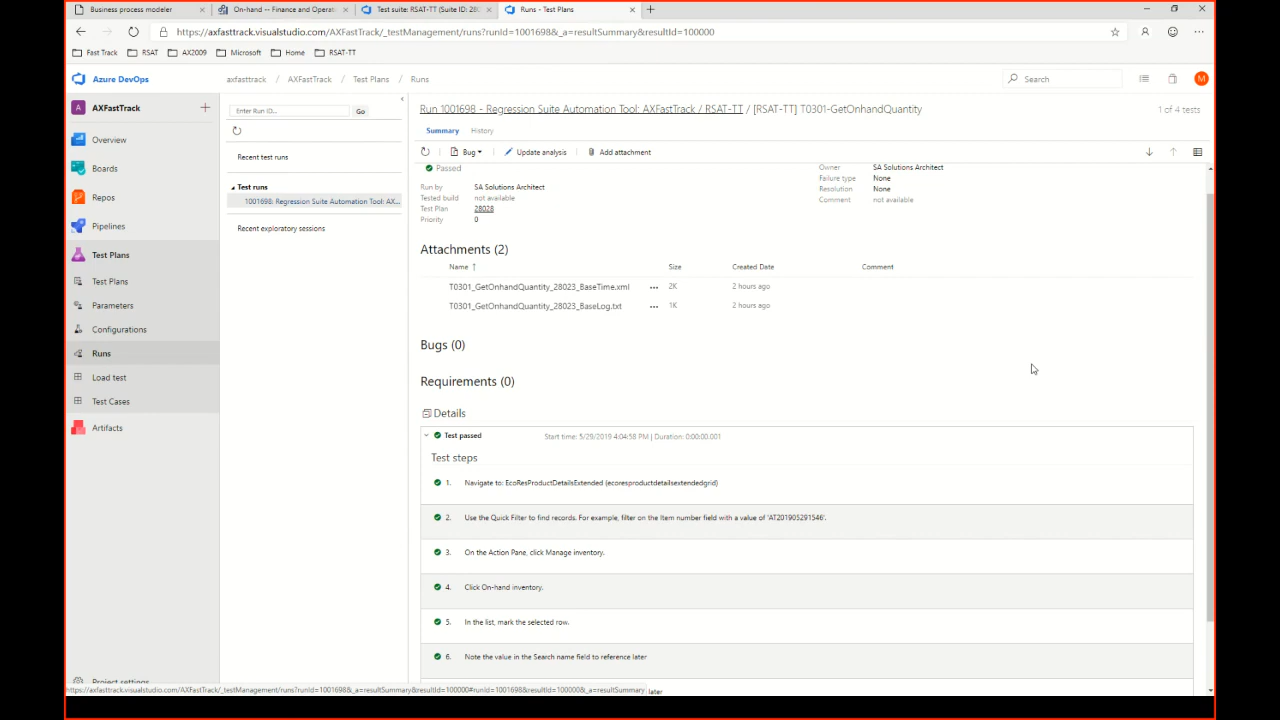 Business process modeler
On-hand -- Finance and Operat
Test suite: RSAT-TT (Suite ID: 280
Runs - Test Plans
https://axfasttrack.visualstudio.com/AXFastTrack/_testManagement/runs?runId=1001698&_a=resultSummary&resultId=100000
Fast Track
RSAT
AX2009
Microsoft
Home
RSAT-TT
Azure DevOps
axfasttrack
AXFastTrack
Test Plans
Runs
Search
M
A
AXFastTrack
Overview
Boards
Repos
Pipelines
Test Plans
Test Plans
Parameters
Configurations
Runs
Load test
Test Cases
Artifacts
Project settings
Enter Run ID...
Go
Recent test runs
Test runs
1001698: Regression Suite Automation Tool: AX...
Recent exploratory sessions
Run 1001698 - Regression Suite Automation Tool: AXFastTrack / RSAT-TT / [RSAT-TT] T0301-GetOnhandQuantity
1 of 4 tests
Summary
History
Bug
Update analysis
Add attachment
Passed
Run by SA Solutions Architect
Tested build not available
Test Plan 28028
Priority 0
Owner SA Solutions Architect
Failure type None
Resolution None
Comment not available
Attachments (2)
Name Size Created Date Comment
T0301_GetOnhandQuantity_28023_BaseTime.xml ... 2K 2 hours ago
T0301_GetOnhandQuantity_28023_BaseLog.txt ... 1K 2 hours ago
Bugs (0)
Requirements (0)
Details
Test passed Start time: 5/29/2019 4:04:58 PM | Duration: 0:00:00.001
Test steps
1. Navigate to: EcoResProductDetailsExtended (ecoresproductdetailsextendedgrid)
2. Use the Quick Filter to find records. For example, filter on the Item number field with a value of 'AT201905291546'.
3. On the Action Pane, click Manage inventory.
4. Click On-hand inventory.
5. In the list, mark the selected row.
6. Note the value in the Search name field to reference later
https://axfasttrack.visualstudio.com/AXFastTrack/_testManagement/runs?runId=1001698&_a=resultSummary&resultId=100000#runId=1001698&resultId=100000&_a=resultSummary
later